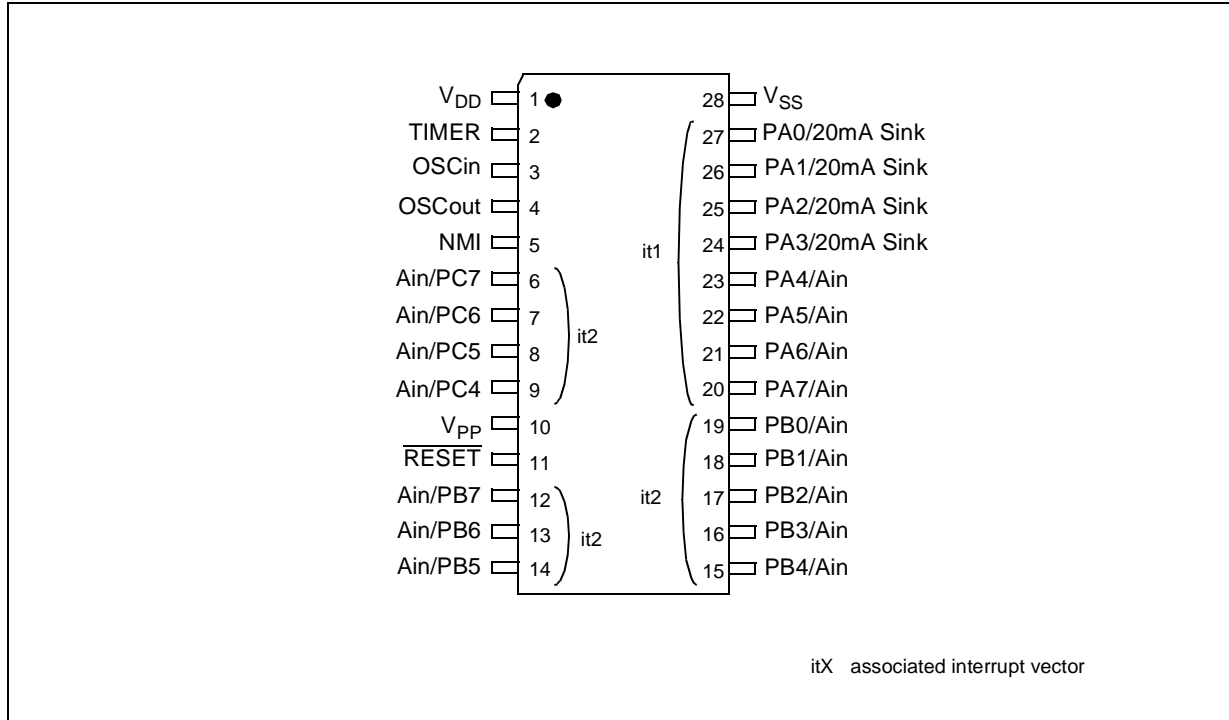 VDD 1 28 VSS
TIMER 2 27 PA0/20mA Sink
OSCin 3 26 PA1/20mA Sink
OSCout 4 25 PA2/20mA Sink
NMI 5 24 PA3/20mA Sink
it1
Ain/PC7 6 23 PA4/Ain
Ain/PC6 7 22 PA5/Ain
it2
Ain/PC5 8 21 PA6/Ain
Ain/PC4 9 20 PA7/Ain
VPP 10 19 PB0/Ain
RESET 11 18 PB1/Ain
Ain/PB7 12 it2 17 PB2/Ain
Ain/PB6 13 it2 16 PB3/Ain
Ain/PB5 14 15 PB4/Ain
itX associated interrupt vector